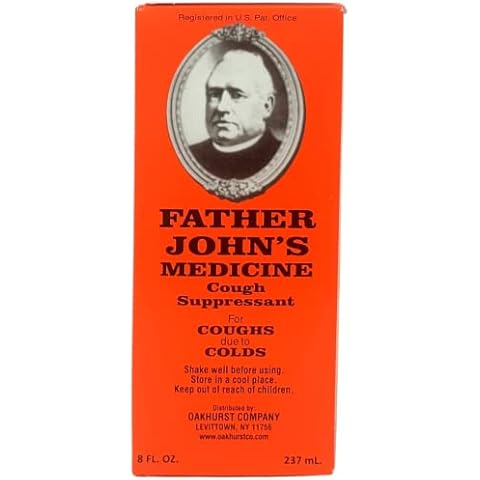 Registered in U.S. Pat. Office
FATHER
JOHN'S
MEDICINE
Cough
Suppressant
For
COUGHS
due to
COLDS
Shake well before using.
Store in a cool place.
Keep out of reach of children.
Distributed by:
OAKHURST COMPANY
LEVITTOWN, NY 11756
www.oakhurstco.com
8 FL. OZ. 237 mL.